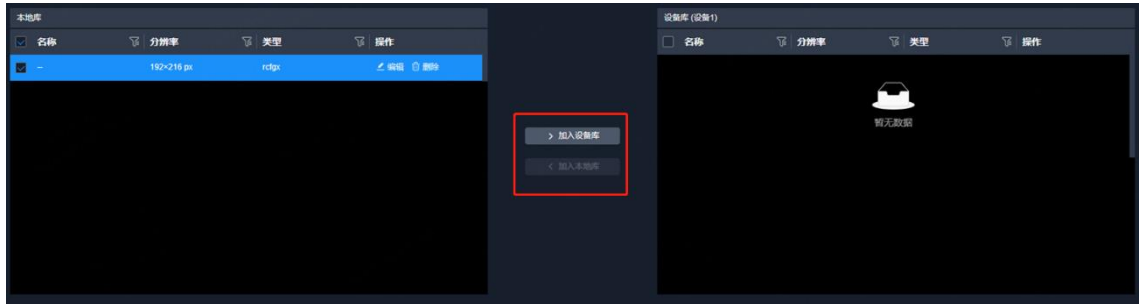 本地库
名称 分辨率 类型 操作
-- 192×216 px rcfgx 编辑 删除
> 加入设备库
< 加入本地库
设备库 (设备1)
名称 分辨率 类型 操作
暂无数据